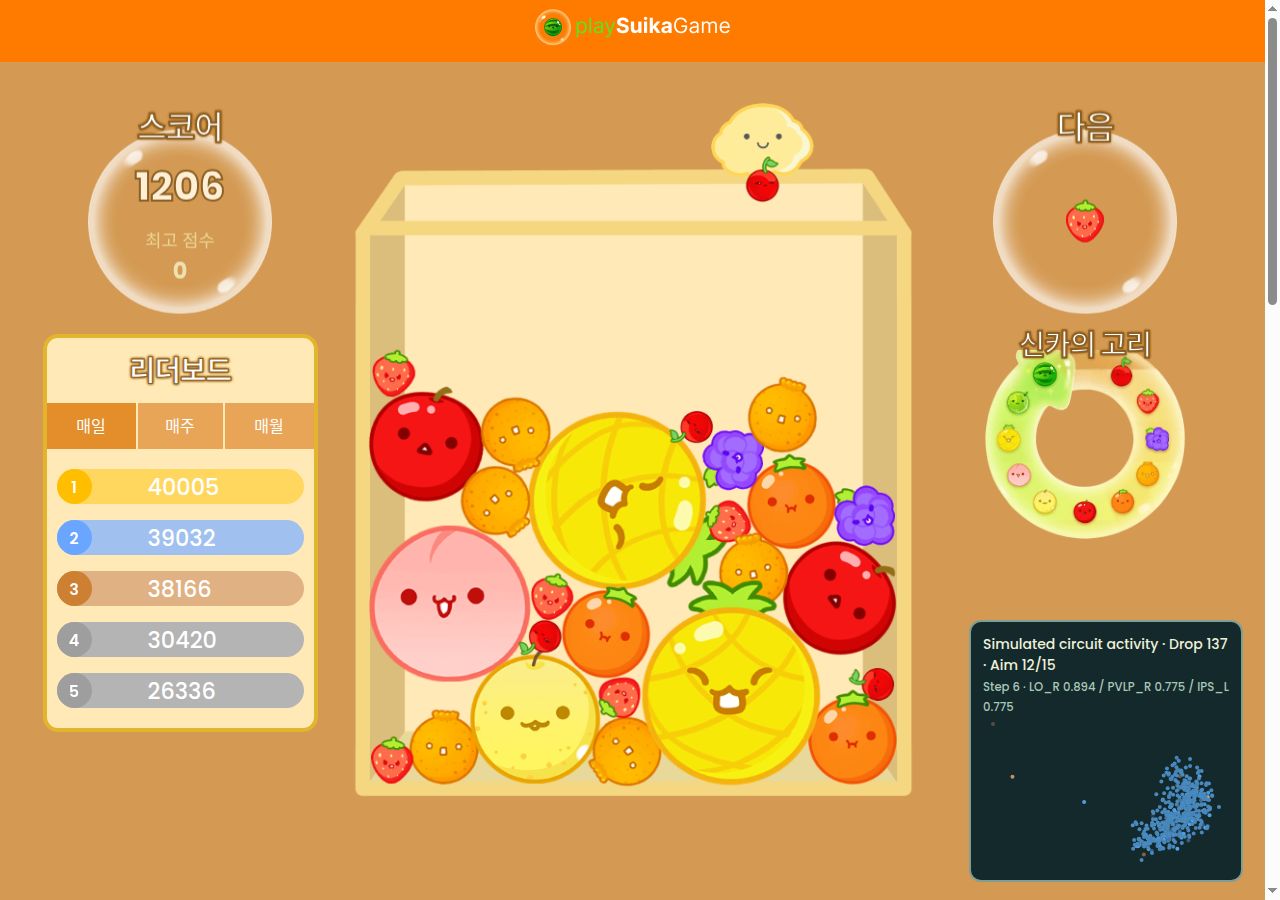 playSuikaGame
스코어
1206
최고 점수
0
리더보드
매일 매주 매월
1 40005
2 39032
3 38166
4 30420
5 26336
다음
신카의 고리
Simulated circuit activity · Drop 137
· Aim 12/15
Step 6 · LO_R 0.894 / PVLP_R 0.775 / IPS_L
0.775